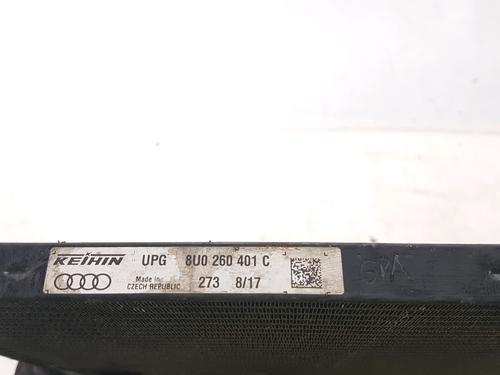 KEIHIN UPG 8U0 260 401 C
Made in CZECH REPUBLIC 273 8/17